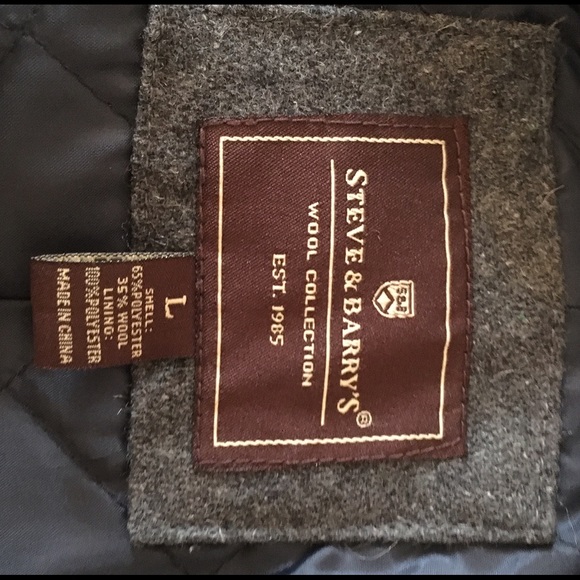 S&B
STEVE & BARRY'S®
WOOL COLLECTION
EST. 1985
L
SHELL:
65%POLYESTER
35% WOOL
LINING:
100%POLYESTER
MADE IN CHINA